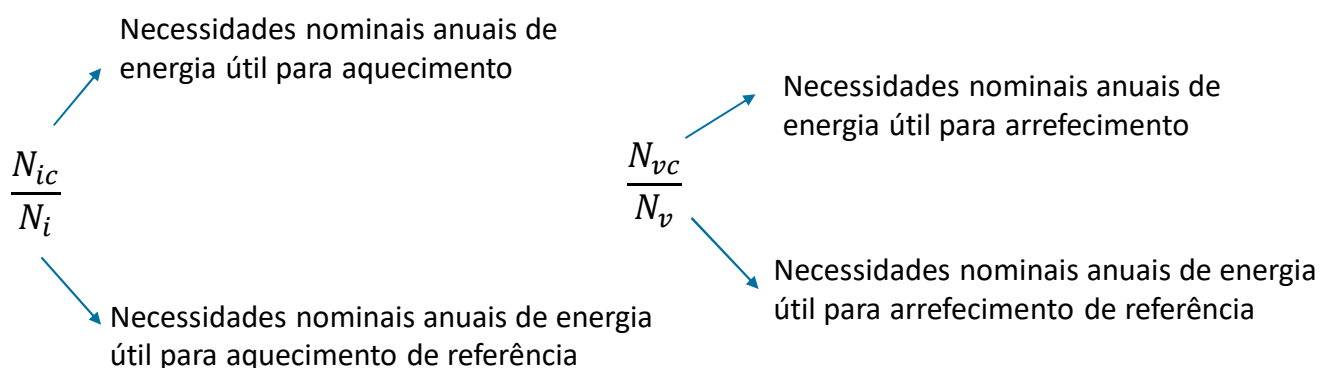 Necessidades nominais anuais de
energia útil para aquecimento
N_ic
N_i
Necessidades nominais anuais de energia
útil para aquecimento de referência
Necessidades nominais anuais de
energia útil para arrefecimento
N_vc
N_v
Necessidades nominais anuais de energia
útil para arrefecimento de referência